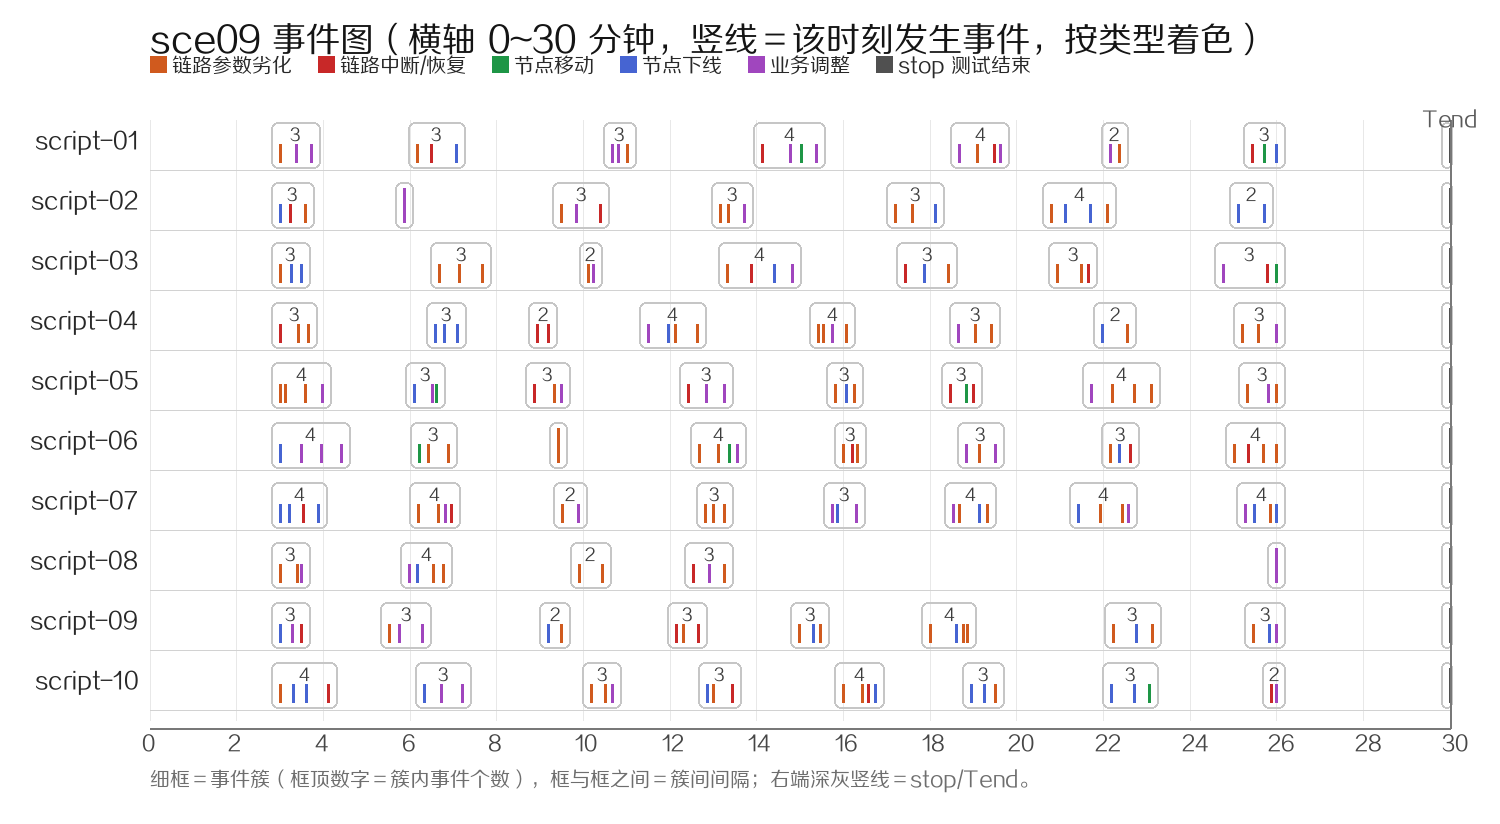 sce09 事件图（横轴 0~30 分钟，竖线＝该时刻发生事件，按类型着色）
链路参数劣化 链路中断/恢复 节点移动 节点下线 业务调整 stop 测试结束
Tend
script-01 3 3 3 4 4 2 3
script-02 3 3 3 3 4 2
script-03 3 3 2 4 3 3 3
script-04 3 3 2 4 4 3 2 3
script-05 4 3 3 3 3 3 4 3
script-06 4 3 4 3 3 3 4
script-07 4 4 2 3 3 4 4 4
script-08 3 4 2 3
script-09 3 3 2 3 3 4 3 3
script-10 4 3 3 3 4 3 3 2
0 2 4 6 8 10 12 14 16 18 20 22 24 26 28 30
细框＝事件簇（框顶数字＝簇内事件个数），框与框之间＝簇间间隔；右端深灰竖线＝stop/Tend。